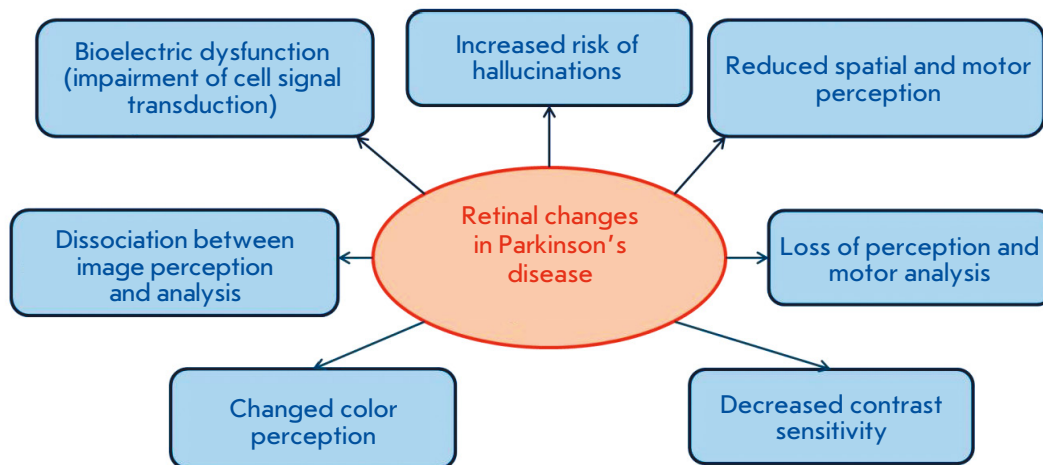 Bioelectric dysfunction
(impairment of cell signal
transduction)
Increased risk of
hallucinations
Reduced spatial and motor
perception
Retinal changes
in Parkinson's
disease
Dissociation between
image perception
and analysis
Loss of perception and
motor analysis
Changed color
perception
Decreased contrast
sensitivity